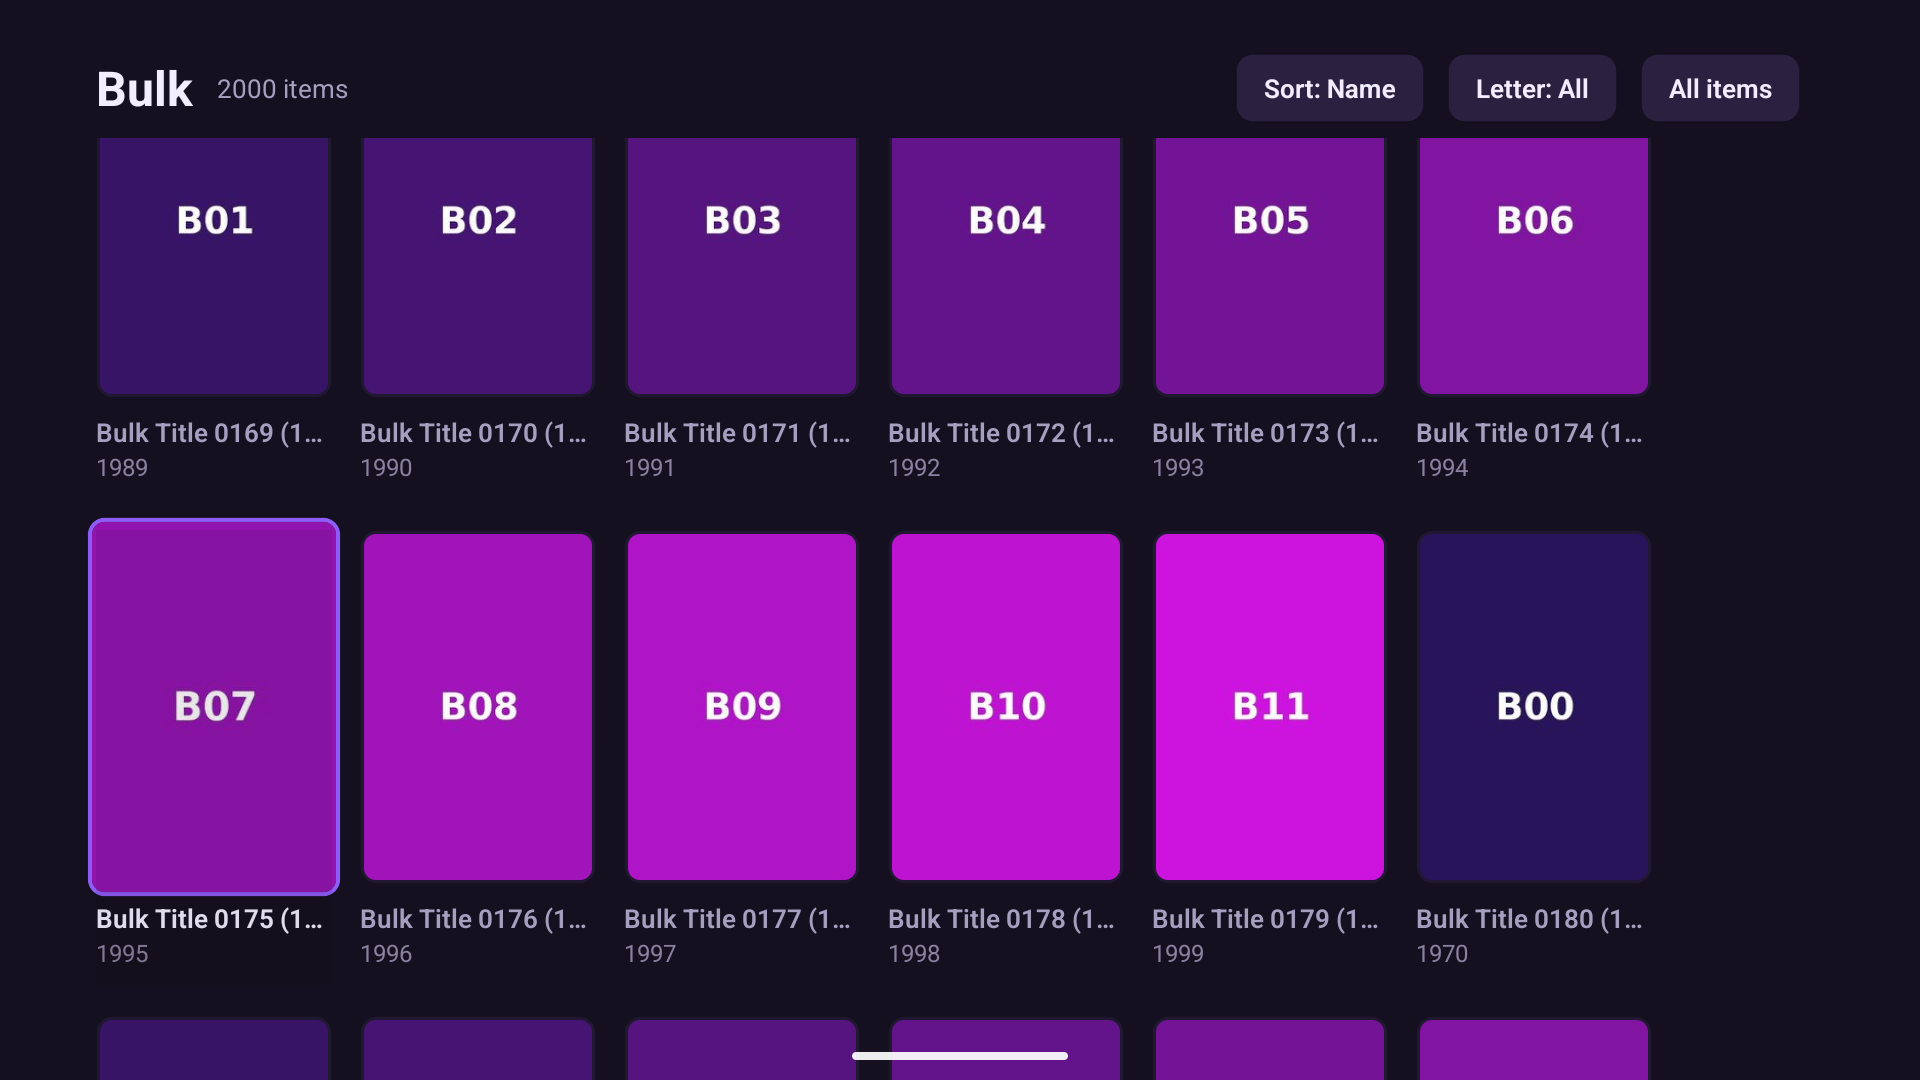 Bulk 2000 items Sort: Name Letter: All All items
B01 B02 B03 B04 B05 B06
Bulk Title 0169 (1... Bulk Title 0170 (1... Bulk Title 0171 (1... Bulk Title 0172 (1... Bulk Title 0173 (1... Bulk Title 0174 (1...
1989 1990 1991 1992 1993 1994
B07 B08 B09 B10 B11 B00
Bulk Title 0175 (1... Bulk Title 0176 (1... Bulk Title 0177 (1... Bulk Title 0178 (1... Bulk Title 0179 (1... Bulk Title 0180 (1...
1995 1996 1997 1998 1999 1970